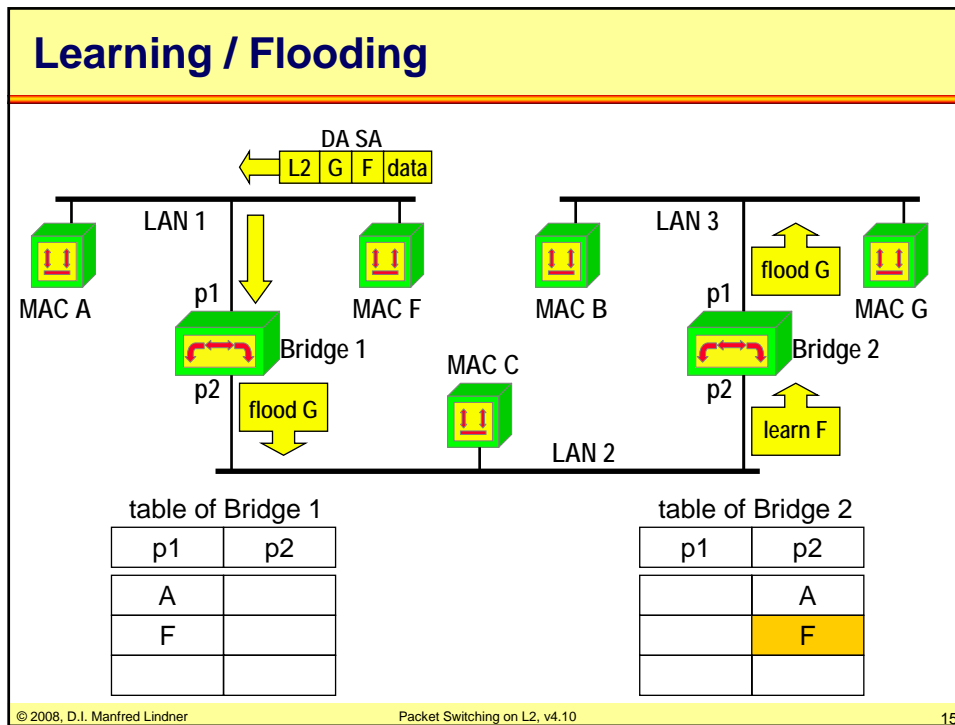 Learning / Flooding
DA SA
L2 G F data
LAN 1
LAN 3
flood G
MAC A
p1
MAC F
MAC B
p1
MAC G
Bridge 1
Bridge 2
MAC C
p2
p2
flood G
learn F
LAN 2
table of Bridge 1
p1 p2
A
F
table of Bridge 2
p1 p2
A
F
© 2008, D.I. Manfred Lindner
Packet Switching on L2, v4.10
15